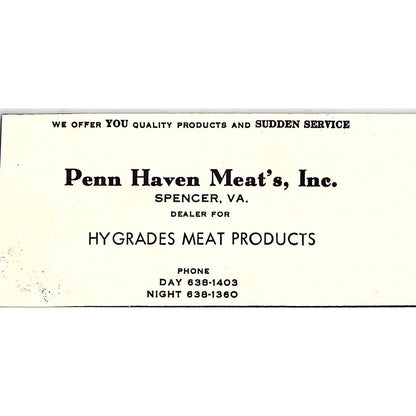 WE OFFER YOU QUALITY PRODUCTS AND SUDDEN SERVICE
Penn Haven Meat's, Inc.
SPENCER, VA.
DEALER FOR
HYGRADES MEAT PRODUCTS
PHONE
DAY 638-1403
NIGHT 638-1360